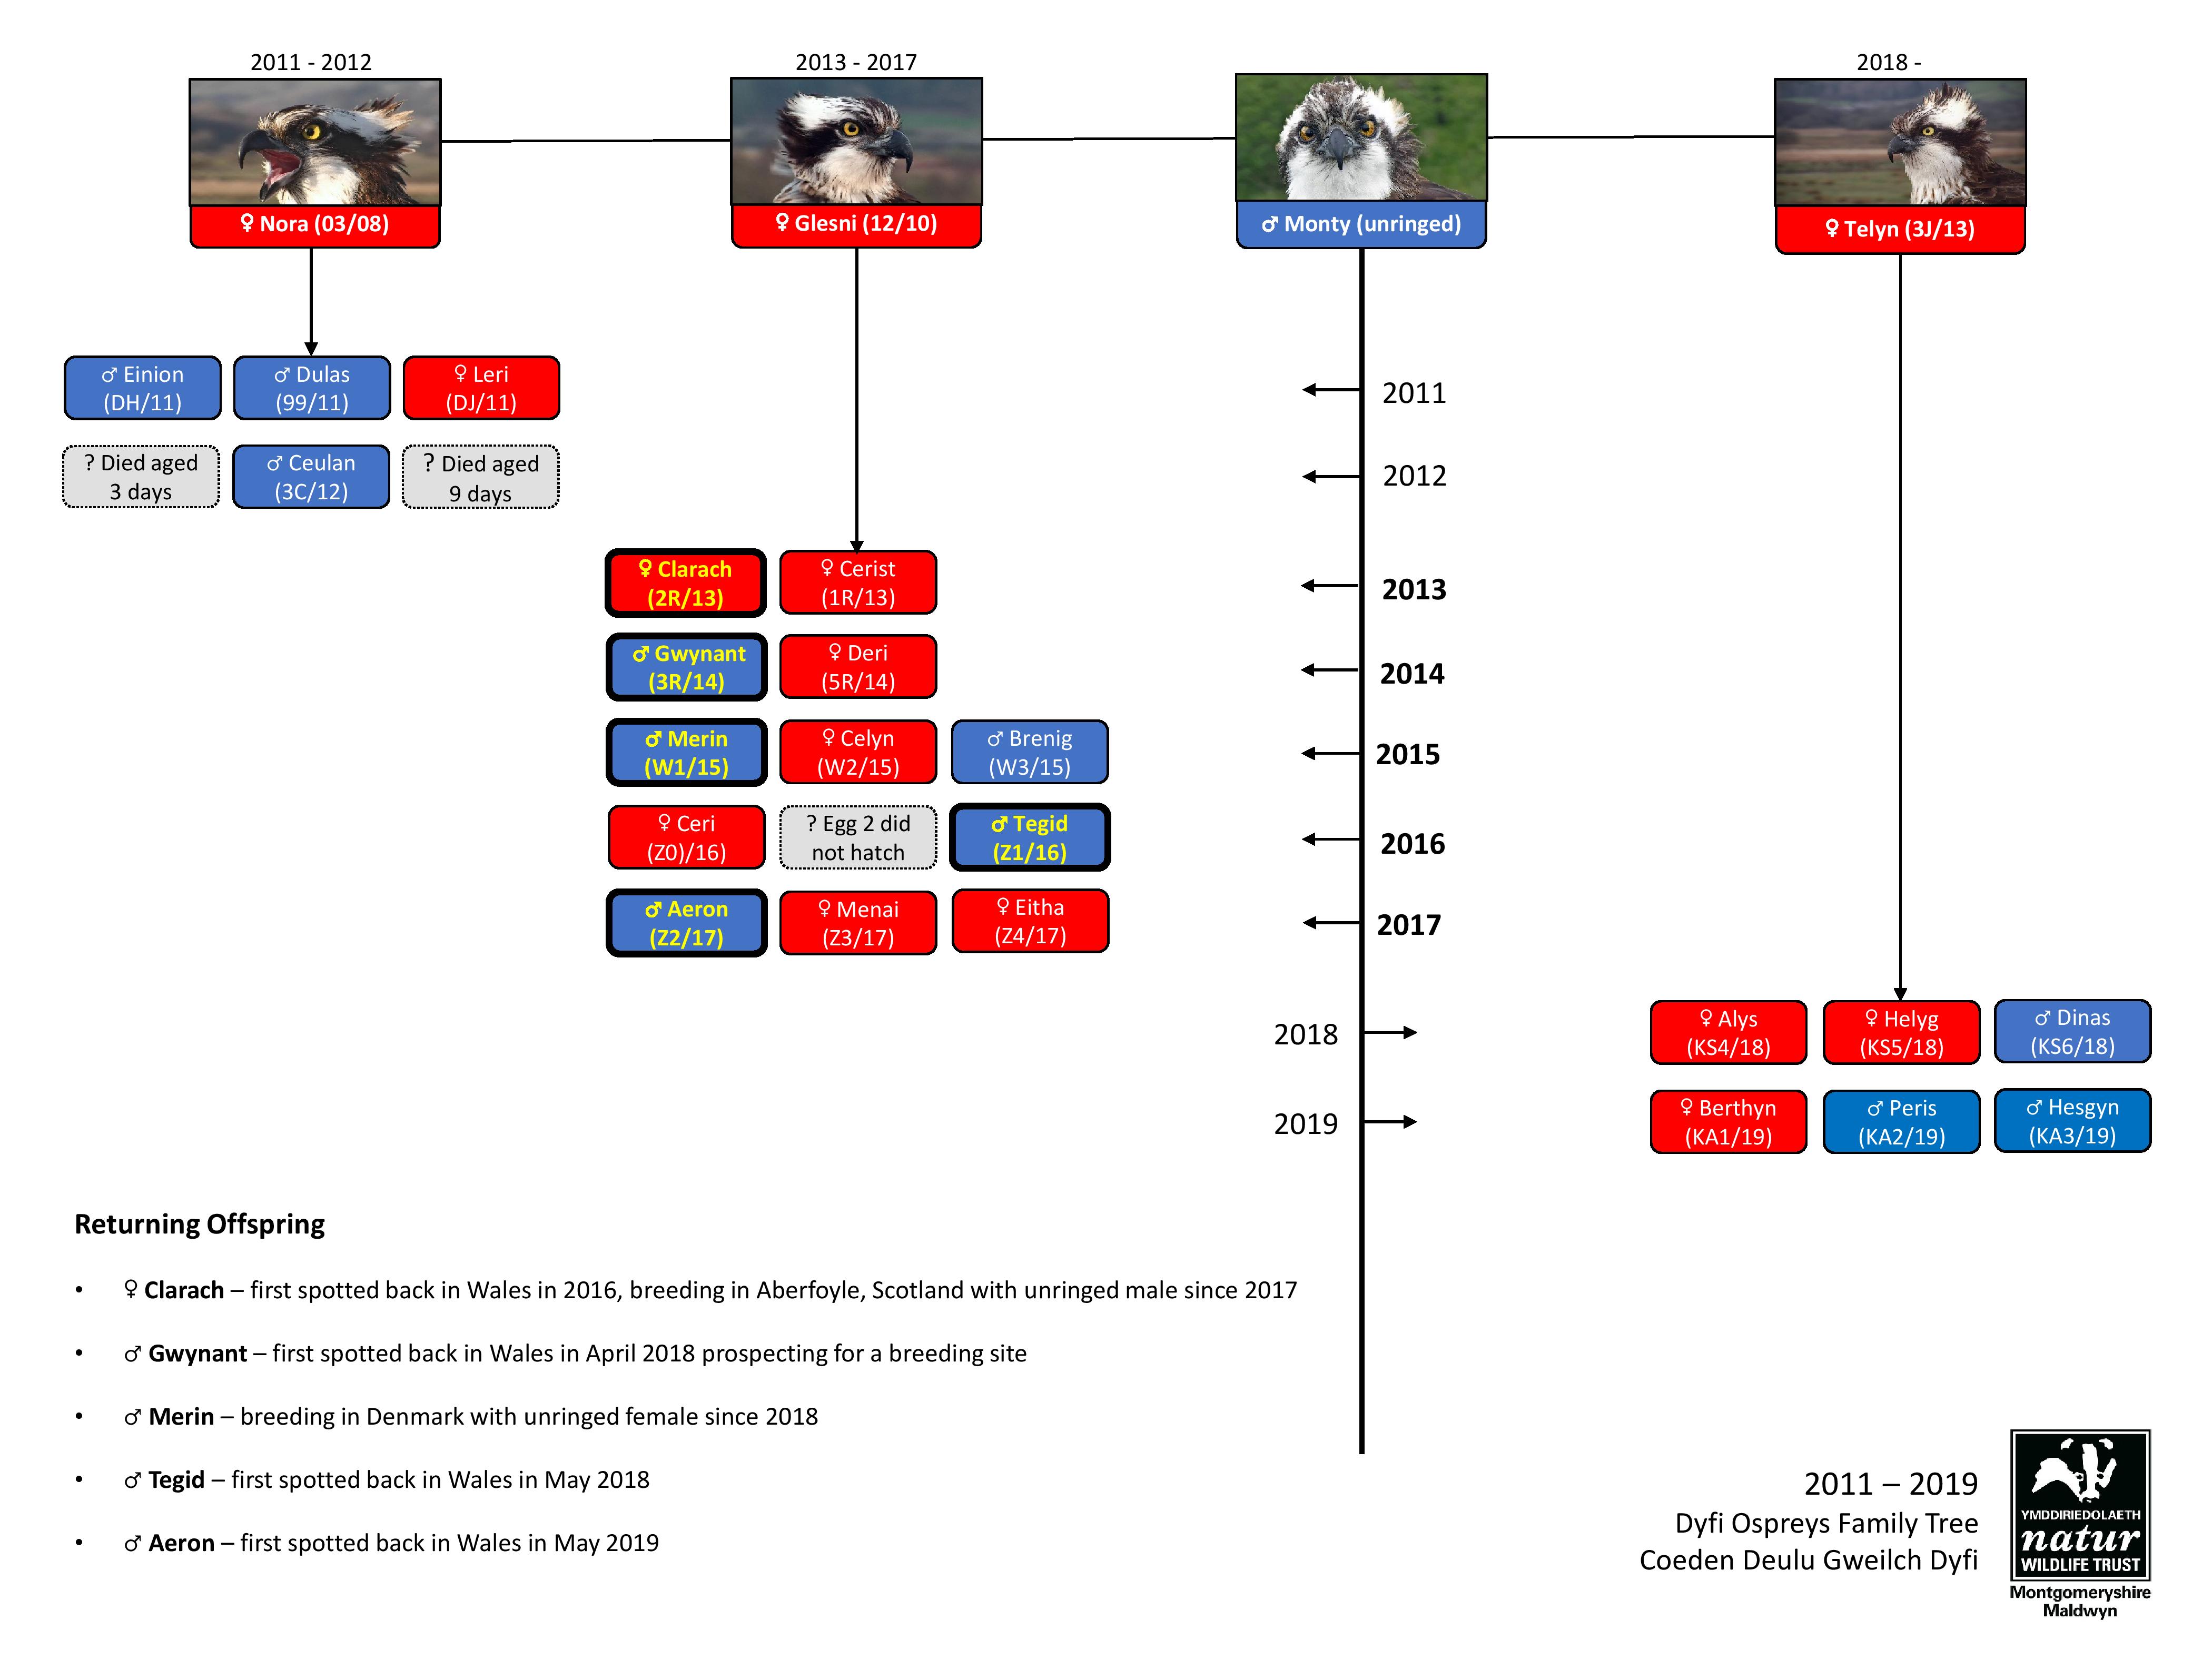 2011 - 2012
2013 - 2017
2018 -
♀ Nora (03/08)
♀ Glesni (12/10)
♂ Monty (unringed)
♀ Telyn (3J/13)
♂ Einion
(DH/11)
♂ Dulas
(99/11)
♀ Leri
(DJ/11)
2011
? Died aged
3 days
♂ Ceulan
(3C/12)
? Died aged
9 days
2012
♀ Clarach
(2R/13)
♀ Cerist
(1R/13)
2013
♂ Gwynant
(3R/14)
♀ Deri
(5R/14)
2014
♂ Merin
(W1/15)
♀ Celyn
(W2/15)
♂ Brenig
(W3/15)
2015
♀ Ceri
(Z0)/16)
? Egg 2 did
not hatch
♂ Tegid
(Z1/16)
2016
♂ Aeron
(Z2/17)
♀ Menai
(Z3/17)
♀ Eitha
(Z4/17)
2017
2018
♀ Alys
(KS4/18)
♀ Helyg
(KS5/18)
♂ Dinas
(KS6/18)
2019
♀ Berthyn
(KA1/19)
♂ Peris
(KA2/19)
♂ Hesgyn
(KA3/19)
Returning Offspring
• ♀ Clarach – first spotted back in Wales in 2016, breeding in Aberfoyle, Scotland with unringed male since 2017
• ♂ Gwynant – first spotted back in Wales in April 2018 prospecting for a breeding site
• ♂ Merin – breeding in Denmark with unringed female since 2018
• ♂ Tegid – first spotted back in Wales in May 2018
• ♂ Aeron – first spotted back in Wales in May 2019
2011 – 2019
Dyfi Ospreys Family Tree
Coeden Deulu Gweilch Dyfi
YMDDIRIEDOLAETH
natur
WILDLIFE TRUST
Montgomeryshire
Maldwyn